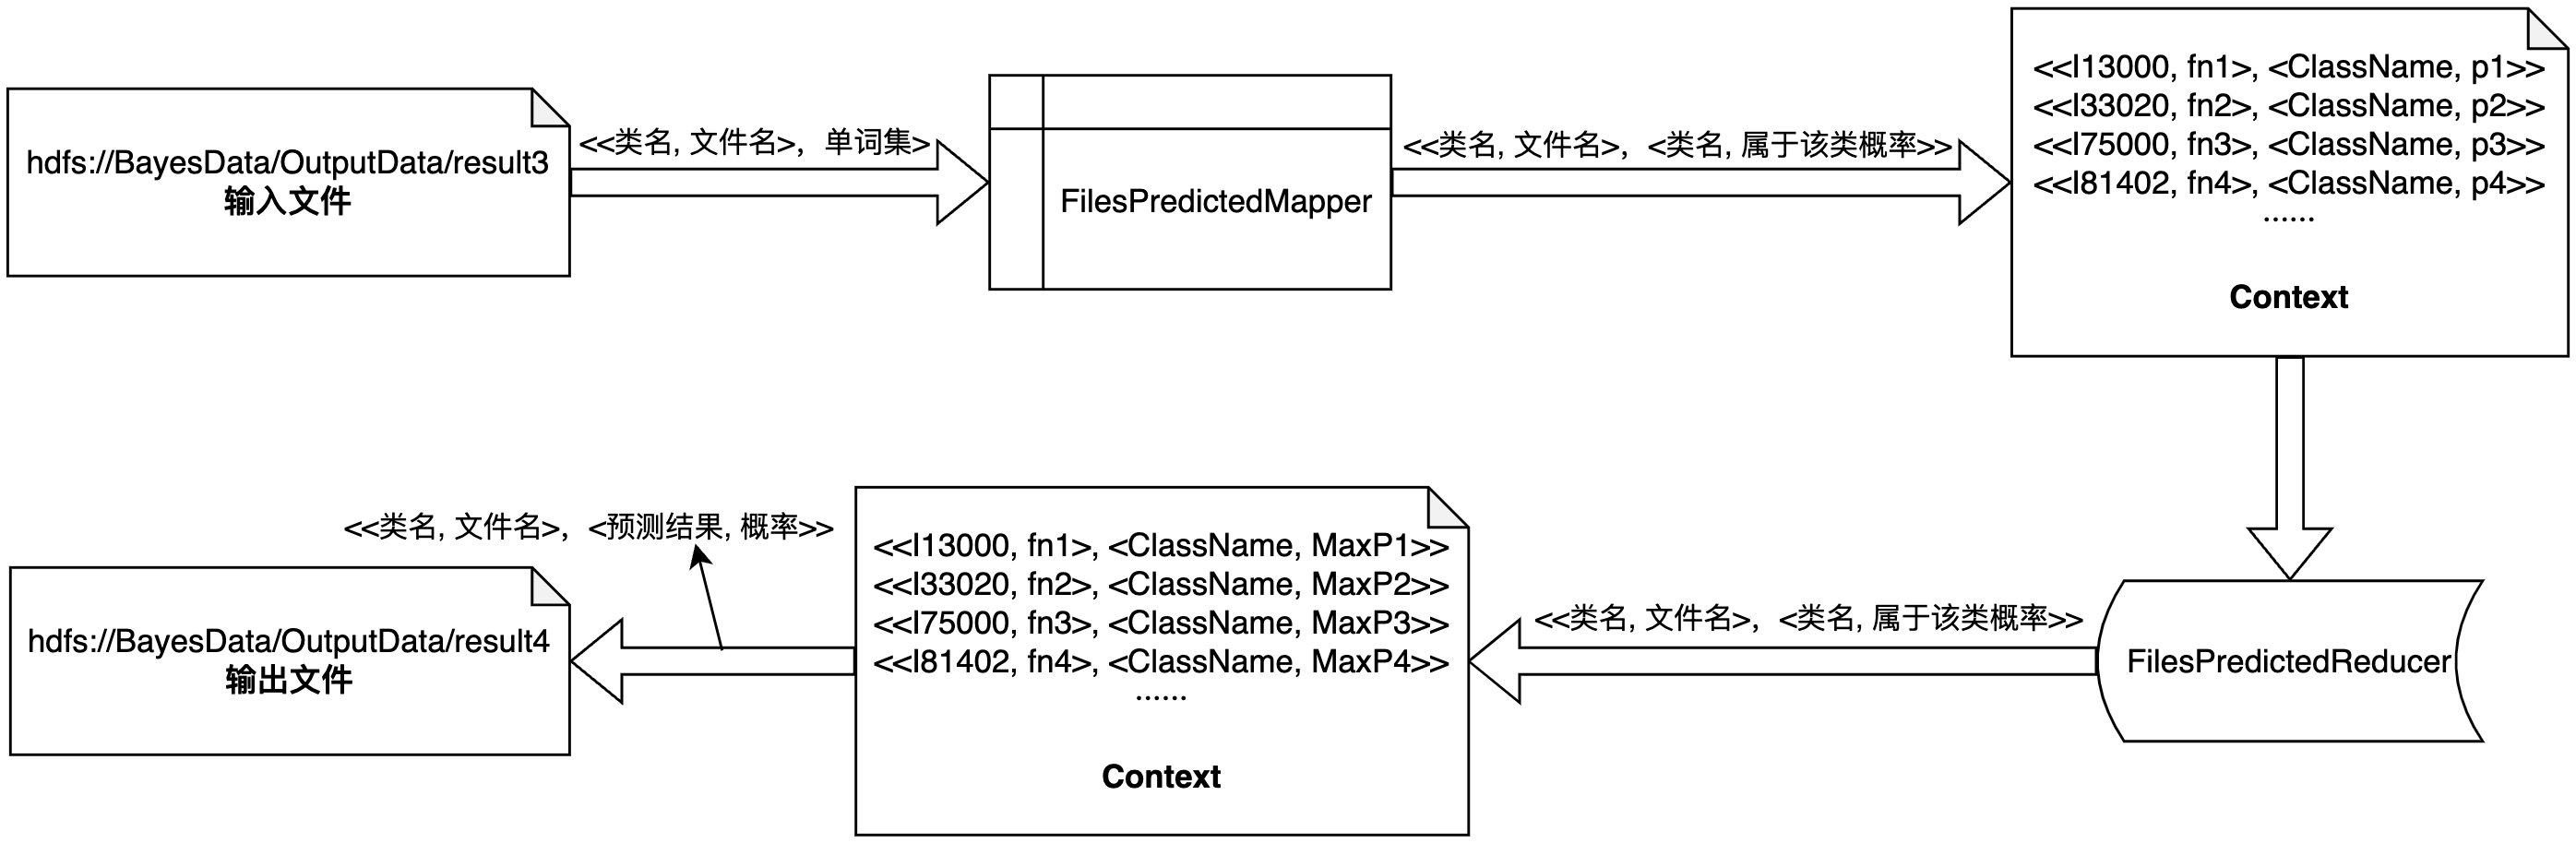 hdfs://BayesData/OutputData/result3
输入文件
<<类名, 文件名>, 单词集>
FilesPredictedMapper
<<类名, 文件名>, <类名, 属于该类概率>>
<<I13000, fn1>, <ClassName, p1>>
<<I33020, fn2>, <ClassName, p2>>
<<I75000, fn3>, <ClassName, p3>>
<<I81402, fn4>, <ClassName, p4>>
......
Context
FilesPredictedReducer
<<类名, 文件名>, <类名, 属于该类概率>>
<<I13000, fn1>, <ClassName, MaxP1>>
<<I33020, fn2>, <ClassName, MaxP2>>
<<I75000, fn3>, <ClassName, MaxP3>>
<<I81402, fn4>, <ClassName, MaxP4>>
......
Context
<<类名, 文件名>, <预测结果, 概率>>
hdfs://BayesData/OutputData/result4
输出文件